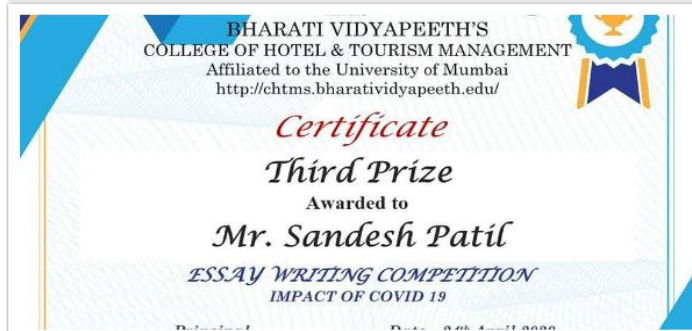 BHARATI VIDYAPEETH'S
COLLEGE OF HOTEL & TOURISM MANAGEMENT
Affiliated to the University of Mumbai
http://chtms.bharatividyapeeth.edu/
Certificate
Third Prize
Awarded to
Mr. Sandesh Patil
ESSAY WRITING COMPETITION
IMPACT OF COVID 19